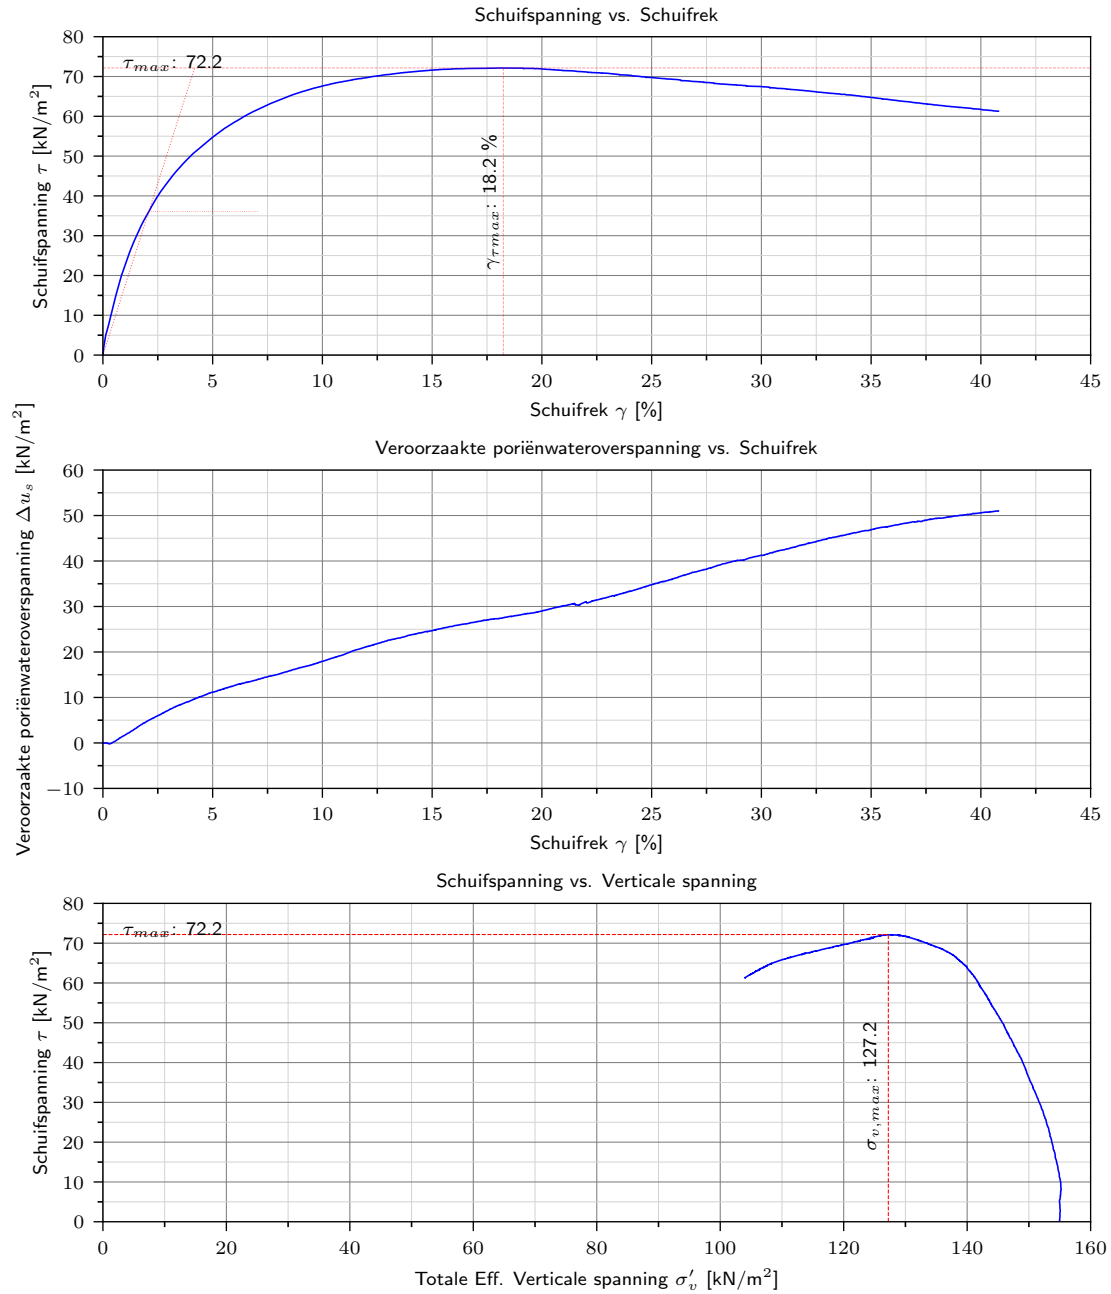 Schuifspanning vs. Schuifrek
80
70
60
50
40
30
20
10
0
Schuifspanning τ [kN/m²]
τmax: 72.2
γτmax: 18.2 %
0 5 10 15 20 25 30 35 40 45
Schuifrek γ [%]
Veroorzaakte poriënwateroverspanning vs. Schuifrek
60
50
40
30
20
10
0
−10
Veroorzaakte poriënwateroverspanning Δus [kN/m²]
0 5 10 15 20 25 30 35 40 45
Schuifrek γ [%]
Schuifspanning vs. Verticale spanning
80
70
60
50
40
30
20
10
0
Schuifspanning τ [kN/m²]
τmax: 72.2
σv,max: 127.2
0 20 40 60 80 100 120 140 160
Totale Eff. Verticale spanning σ′v [kN/m²]